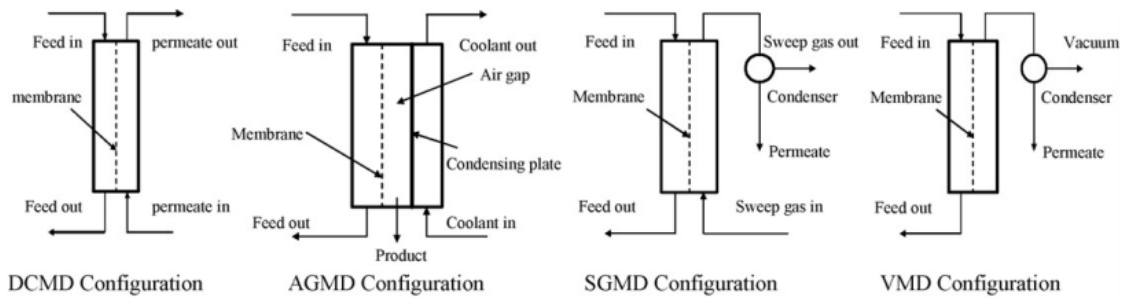 Feed in
permeate out
membrane
Feed out
permeate in
DCMD Configuration
Feed in
Coolant out
Air gap
Membrane
Condensing plate
Feed out
Coolant in
Product
AGMD Configuration
Feed in
Sweep gas out
Membrane
Condenser
Permeate
Feed out
Sweep gas in
SGMD Configuration
Feed in
Vacuum
Membrane
Condenser
Permeate
Feed out
VMD Configuration